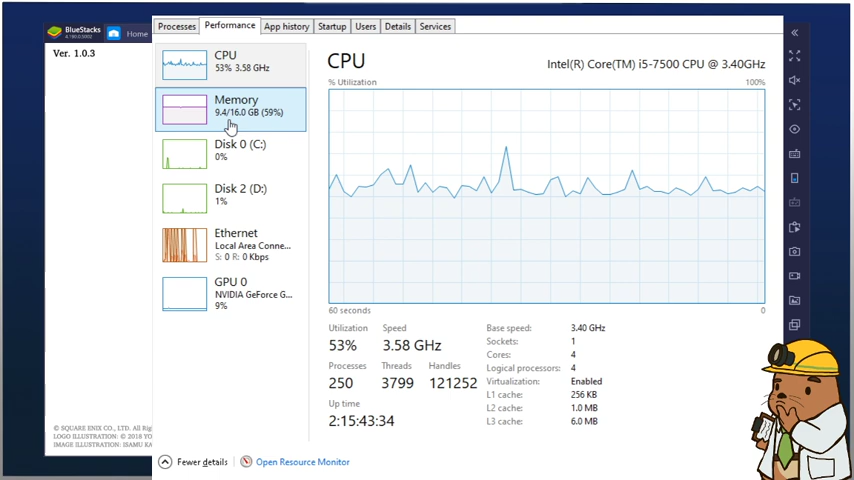 BlueStacks
Home
Ver. 1.0.3
Processes
Performance
App history
Startup
Users
Details
Services
CPU
53% 3.58 GHz
Memory
9.4/16.0 GB (59%)
Disk 0 (C:)
0%
Disk 2 (D:)
1%
Ethernet
Local Area Conne...
S: 0 R: 0 Kbps
GPU 0
NVIDIA GeForce G...
9%
CPU
Intel(R) Core(TM) i5-7500 CPU @ 3.40GHz
% Utilization
100%
60 seconds
0
Utilization
Speed
53%
3.58 GHz
Processes
Threads
Handles
250
3799
121252
Up time
2:15:43:34
Base speed:
3.40 GHz
Sockets:
1
Cores:
4
Logical processors:
4
Virtualization:
Enabled
L1 cache:
256 KB
L2 cache:
1.0 MB
L3 cache:
6.0 MB
© SQUARE ENIX CO., LTD. All Rig
LOGO ILLUSTRATION: © 2018 YO
IMAGE ILLUSTRATION: ISAMU KA
Fewer details
Open Resource Monitor